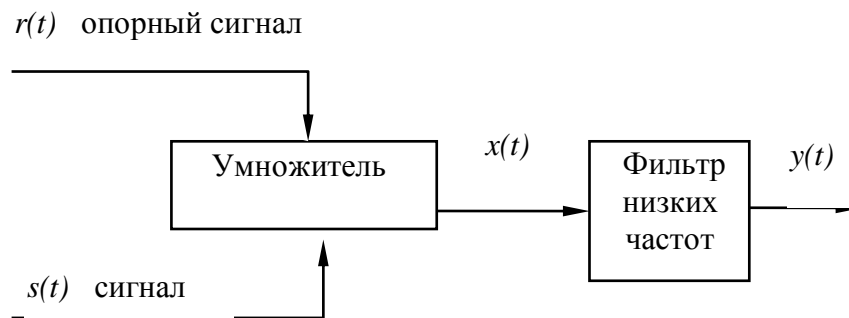 r(t) опорный сигнал
Умножитель
x(t)
Фильтр
низких
частот
y(t)
s(t) сигнал